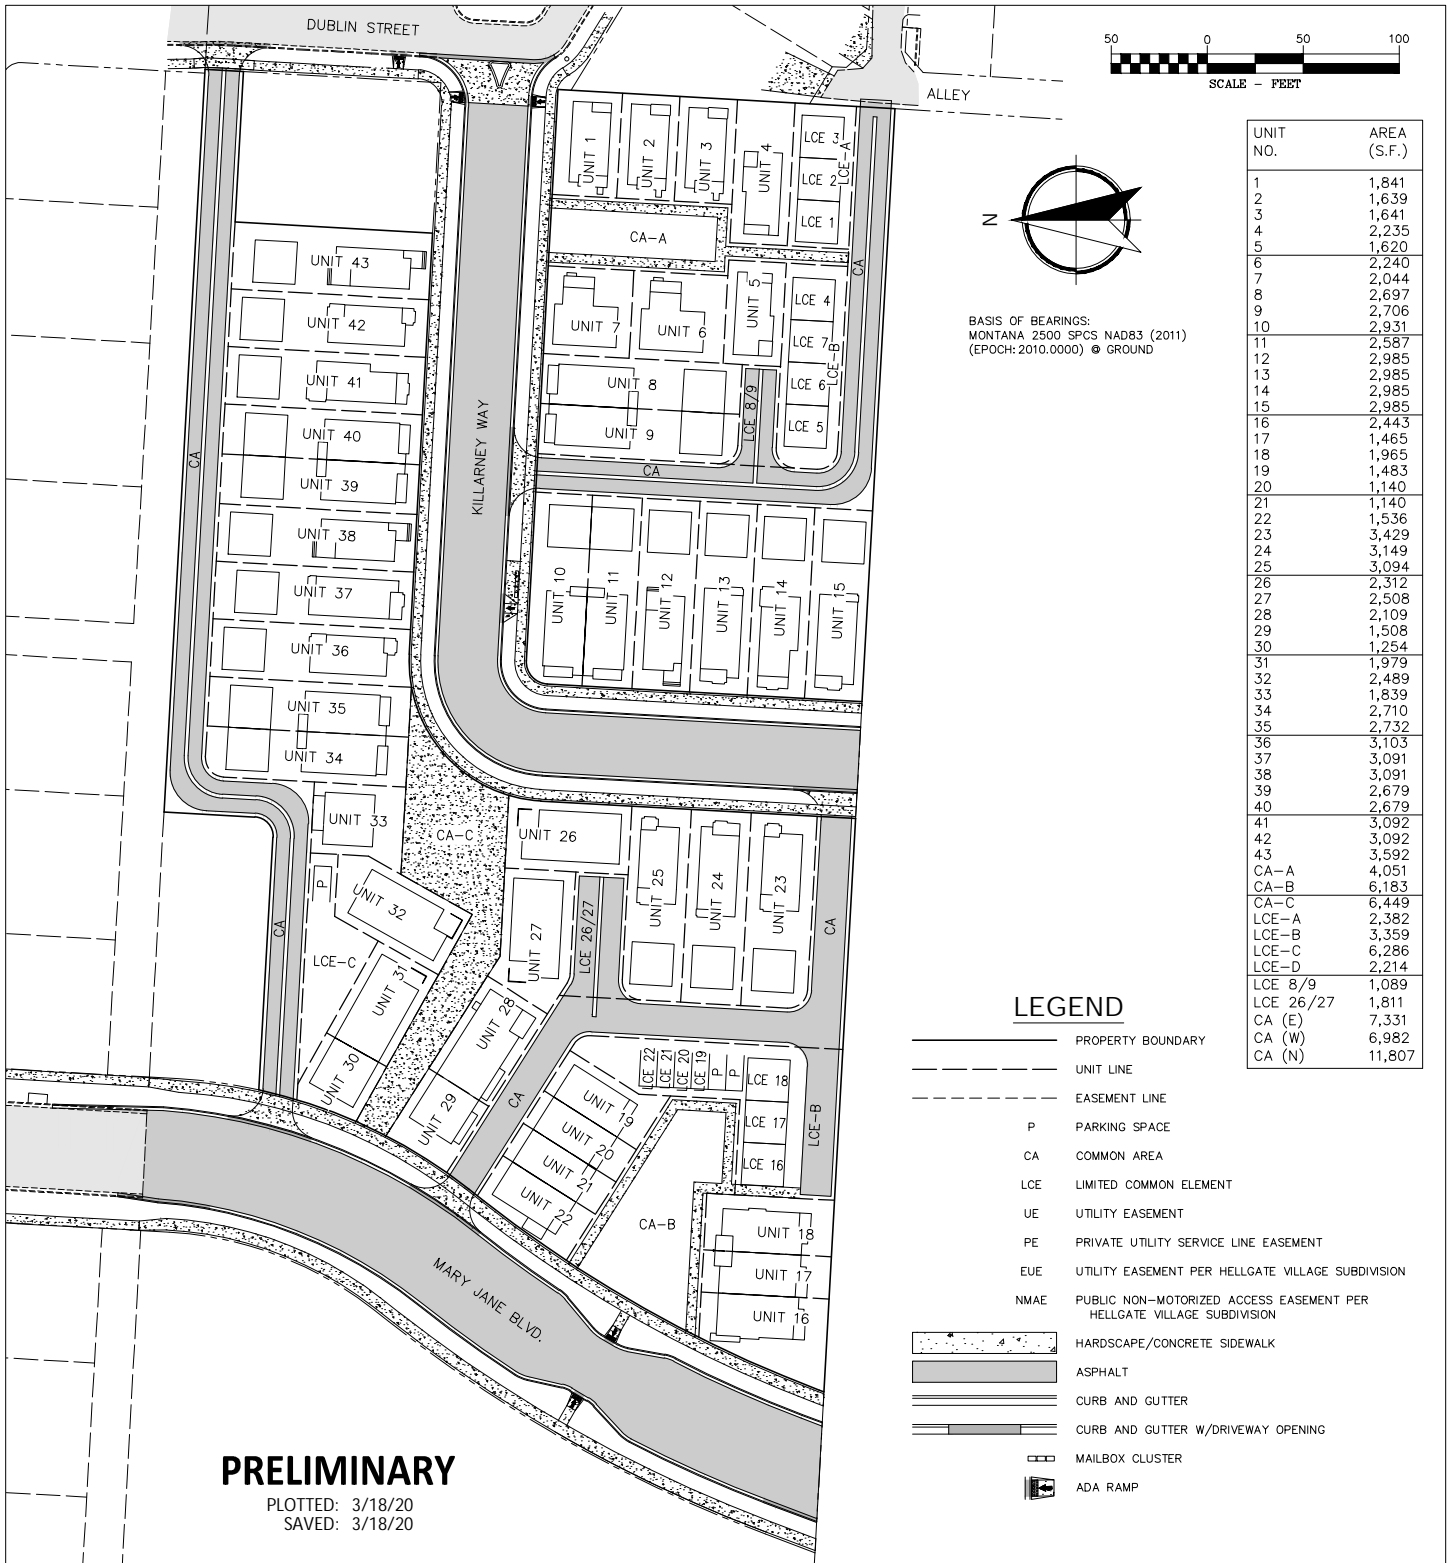 DUBLIN STREET
ALLEY
50 0 50 100
SCALE - FEET
N
BASIS OF BEARINGS:
MONTANA 2500 SPCS NAD83 (2011)
(EPOCH: 2010.0000) @ GROUND
UNIT NO. AREA (S.F.)
1 1,841
2 1,639
3 1,641
4 2,235
5 1,620
6 2,240
7 2,044
8 2,697
9 2,706
10 2,931
11 2,587
12 2,985
13 2,985
14 2,985
15 2,985
16 2,443
17 1,465
18 1,965
19 1,483
20 1,140
21 1,140
22 1,536
23 3,429
24 3,149
25 3,094
26 2,312
27 2,508
28 2,109
29 1,508
30 1,254
31 1,979
32 2,489
33 1,839
34 2,710
35 2,732
36 3,103
37 3,091
38 3,091
39 2,679
40 2,679
41 3,092
42 3,092
43 3,592
CA-A 4,051
CA-B 6,183
CA-C 6,449
LCE-A 2,382
LCE-B 3,359
LCE-C 6,286
LCE-D 2,214
LCE 8/9 1,089
LCE 26/27 1,811
CA (E) 7,331
CA (W) 6,982
CA (N) 11,807
UNIT 1
UNIT 2
UNIT 3
UNIT 4
LCE 3
LCE 2
LCE 1
LCE-A
CA-A
CA
UNIT 7
UNIT 6
UNIT 5
LCE 4
LCE 7
LCE 6
LCE 5
LCE-B
UNIT 8
UNIT 9
LCE 8/9
CA
KILLARNEY WAY
UNIT 43
UNIT 42
UNIT 41
UNIT 40
UNIT 39
UNIT 38
UNIT 37
UNIT 36
UNIT 35
UNIT 34
UNIT 33
CA
UNIT 10
UNIT 11
UNIT 12
UNIT 13
UNIT 14
UNIT 15
CA-C
UNIT 26
UNIT 25
UNIT 24
UNIT 23
CA
P
UNIT 32
CA
LCE-C
UNIT 31
UNIT 30
UNIT 27
LCE 26/27
UNIT 28
UNIT 29
CA
LCE 22
LCE 21
LCE 20
LCE 19
P
P
LCE 18
LCE 17
LCE 16
LCE-B
UNIT 19
UNIT 20
UNIT 21
UNIT 22
CA-B
UNIT 18
UNIT 17
UNIT 16
MARY JANE BLVD.
LEGEND
PROPERTY BOUNDARY
UNIT LINE
EASEMENT LINE
P PARKING SPACE
CA COMMON AREA
LCE LIMITED COMMON ELEMENT
UE UTILITY EASEMENT
PE PRIVATE UTILITY SERVICE LINE EASEMENT
EUE UTILITY EASEMENT PER HELLGATE VILLAGE SUBDIVISION
NMAE PUBLIC NON-MOTORIZED ACCESS EASEMENT PER
HELLGATE VILLAGE SUBDIVISION
HARDSCAPE/CONCRETE SIDEWALK
ASPHALT
CURB AND GUTTER
CURB AND GUTTER W/DRIVEWAY OPENING
MAILBOX CLUSTER
ADA RAMP
PRELIMINARY
PLOTTED: 3/18/20
SAVED: 3/18/20